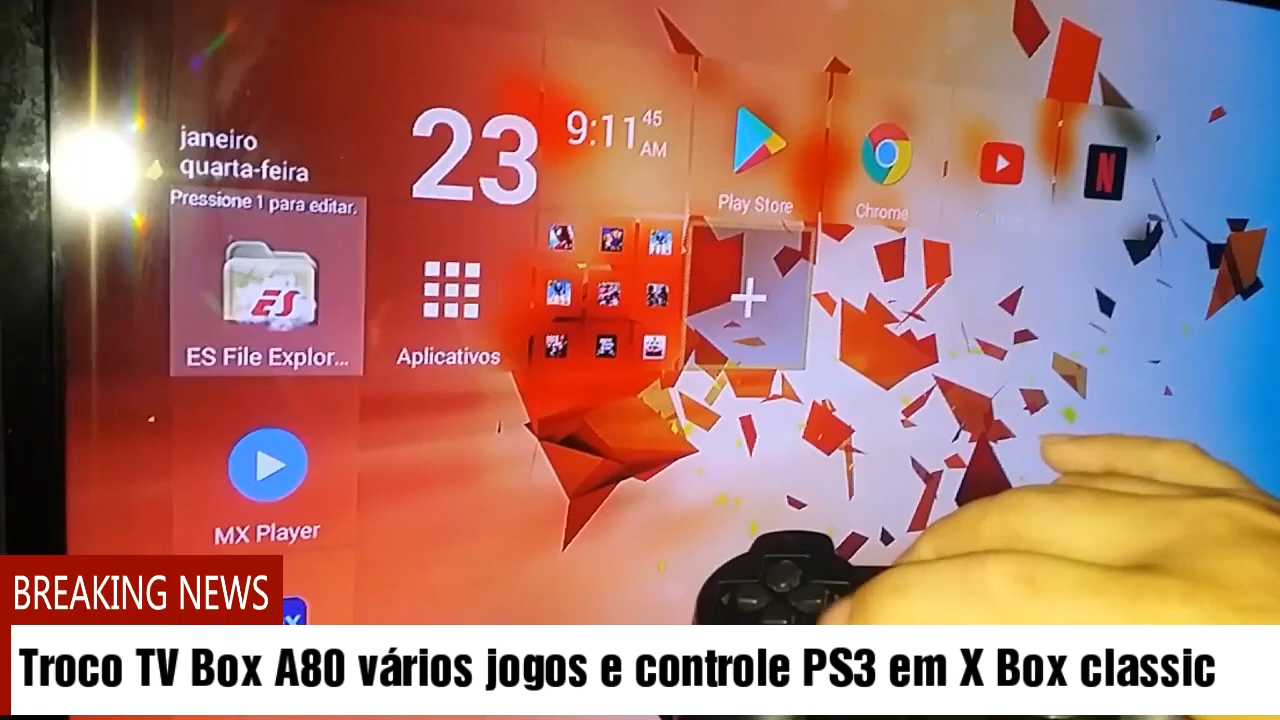 janeiro
quarta-feira
Pressione 1 para editar.
23
9:11 45
AM
Play Store
Chrome
N
ES
ES File Explor...
Aplicativos
MX Player
BREAKING NEWS
Troco TV Box A80 vários jogos e controle PS3 em X Box classic